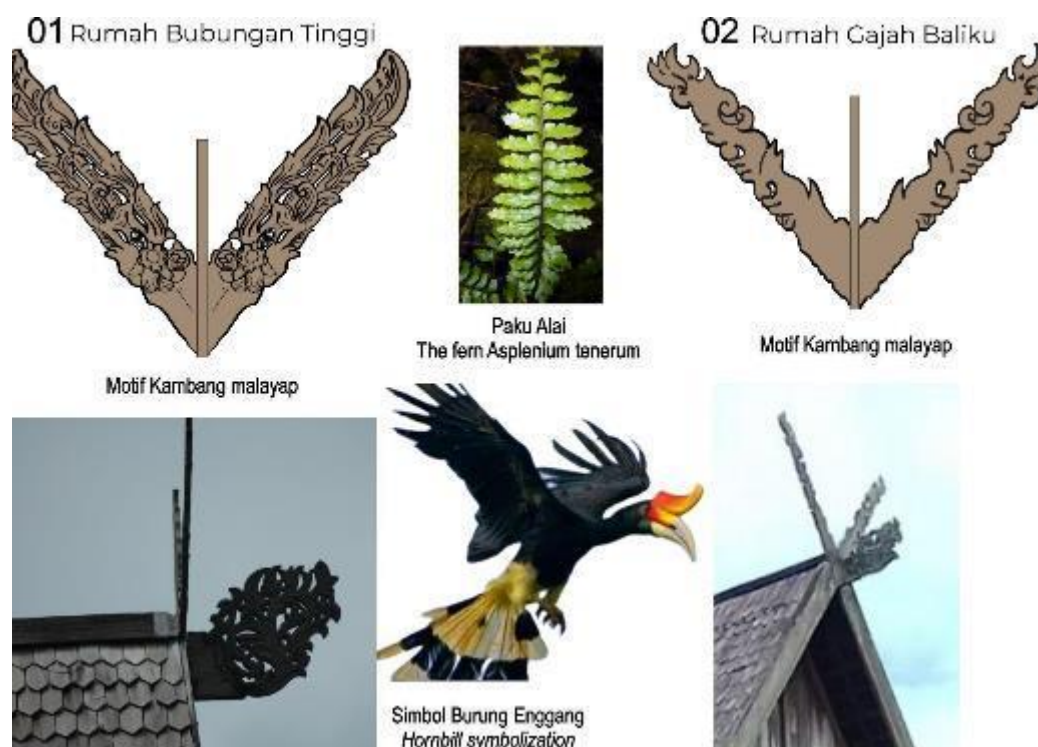 01 Rumah Bubungan Tinggi
02 Rumah Gajah Baliku
Paku Alai
The fern Asplenium tenerum
Motif Kambang malayap
Motif Kambang malayap
Simbol Burung Enggang
Hornbill symbolization